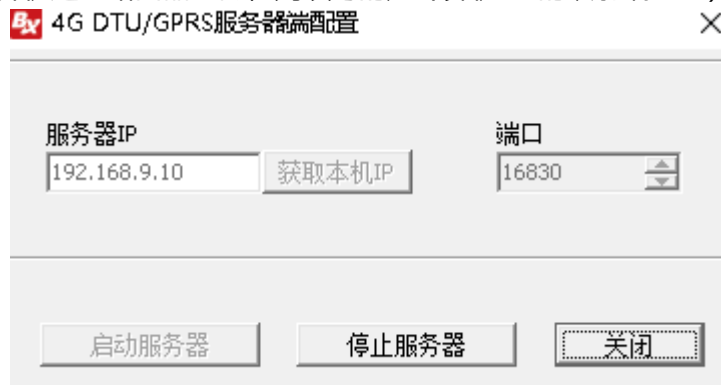 BX 4G DTU/GPRS服务器端配置
服务器IP
端口
192.168.9.10
获取本机IP
16830
启动服务器
停止服务器
关闭